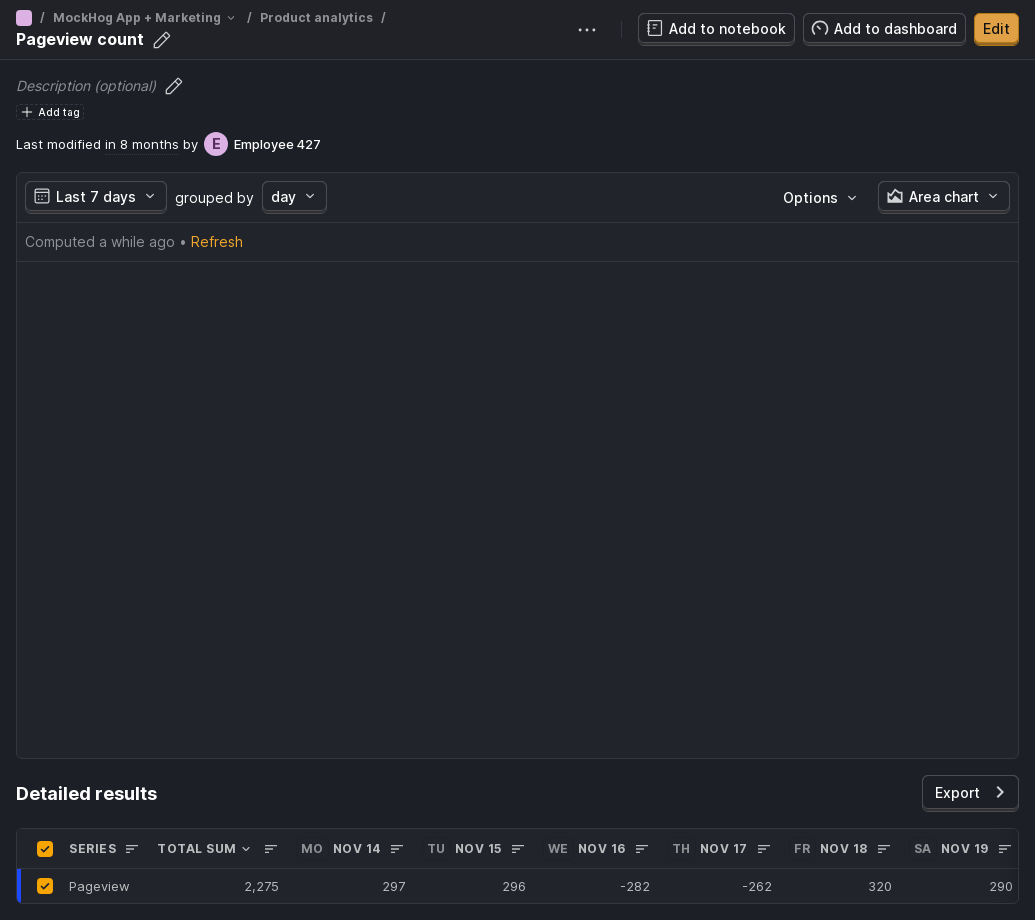 / MockHog App + Marketing / Product analytics /
Pageview count
Add to notebook
Add to dashboard
Edit
Description (optional)
Add tag
Last modified in 8 months by E Employee 427
Last 7 days grouped by day
Options
Area chart
Computed a while ago • Refresh
Detailed results
Export
SERIES TOTAL SUM MO NOV 14 TU NOV 15 WE NOV 16 TH NOV 17 FR NOV 18 SA NOV 19
Pageview 2,275 297 296 -282 -262 320 290